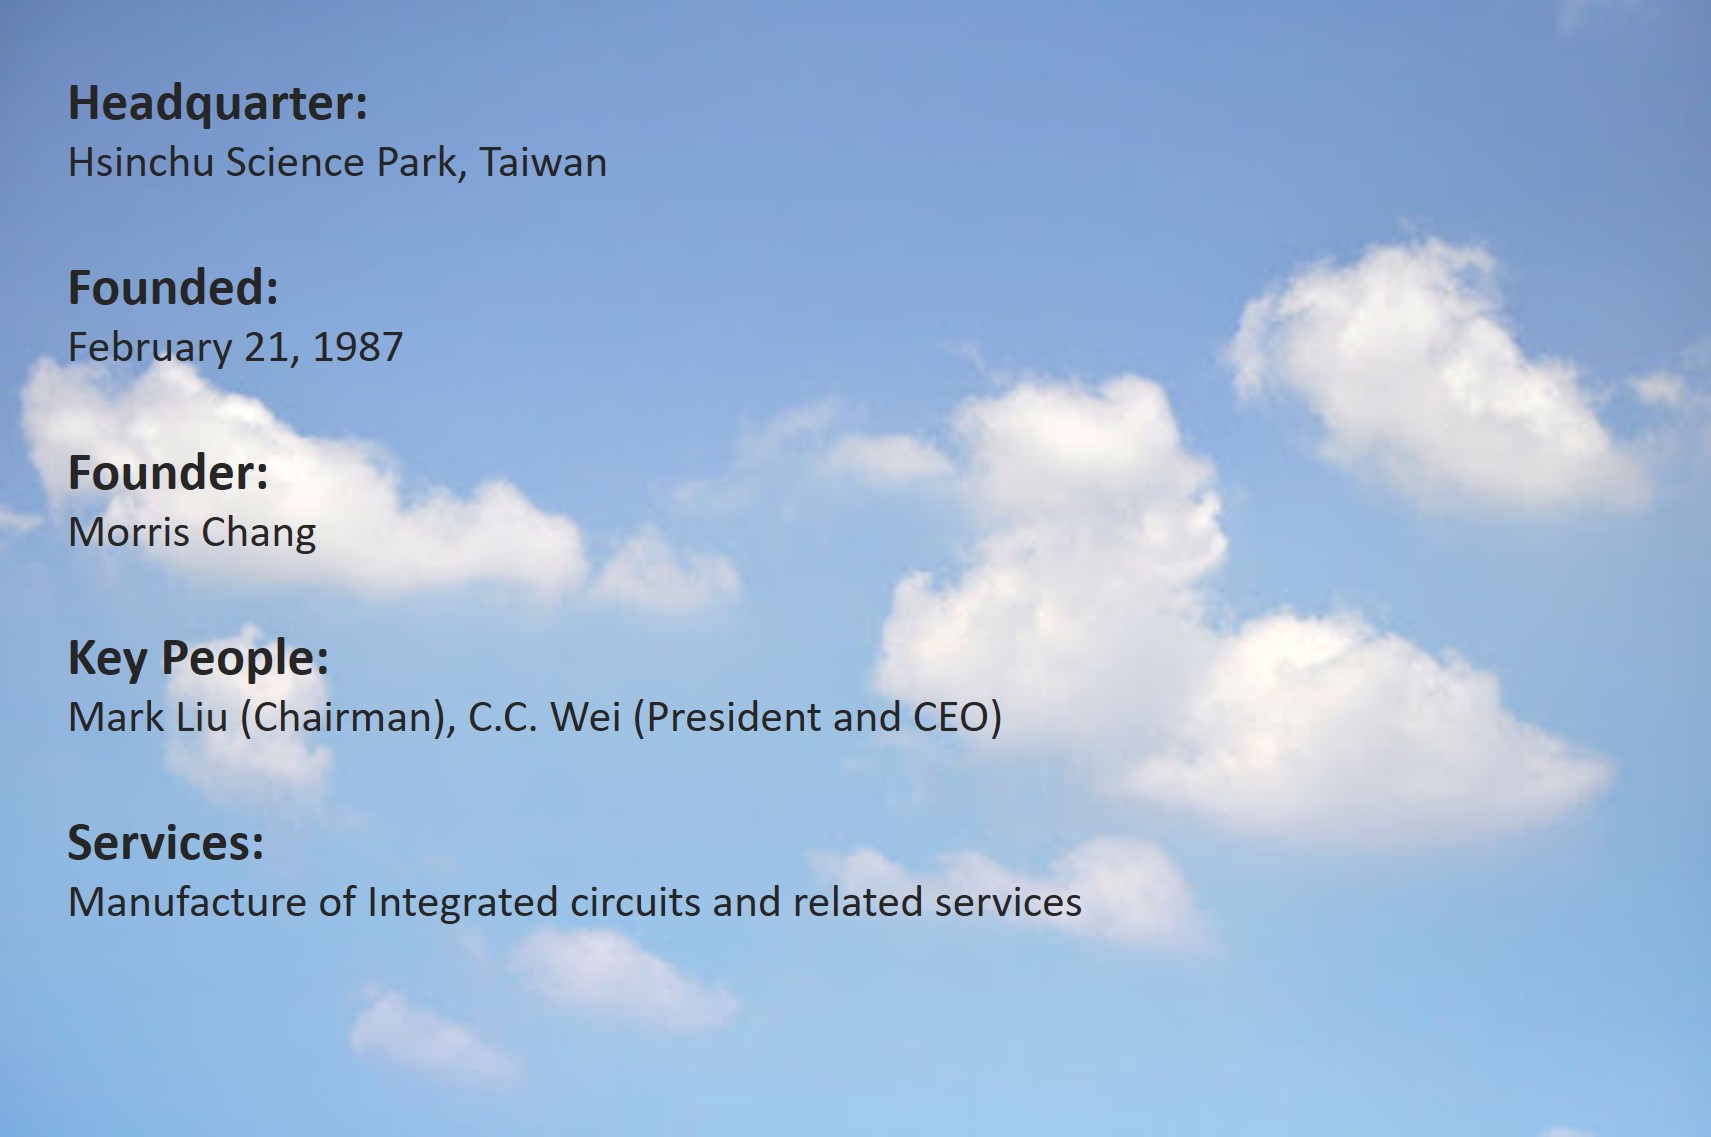 Headquarter:
Hsinchu Science Park, Taiwan
Founded:
February 21, 1987
Founder:
Morris Chang
Key People:
Mark Liu (Chairman), C.C. Wei (President and CEO)
Services:
Manufacture of Integrated circuits and related services